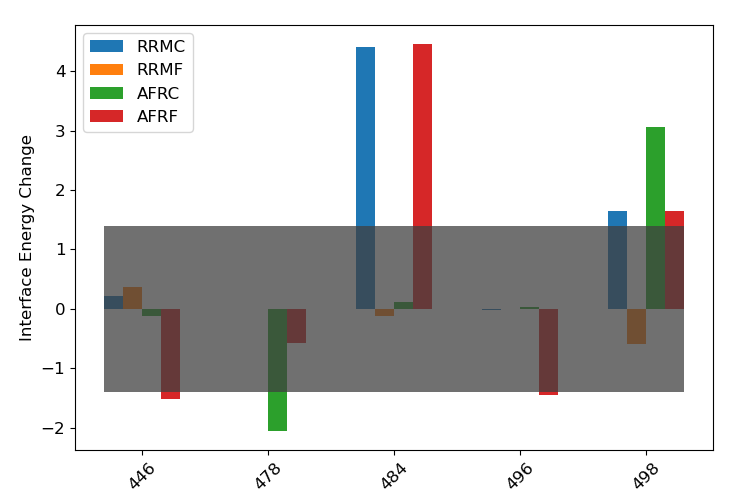 RRMC
RRMF
AFRC
AFRF
Interface Energy Change
4
3
2
1
0
−1
−2
446
478
484
496
498